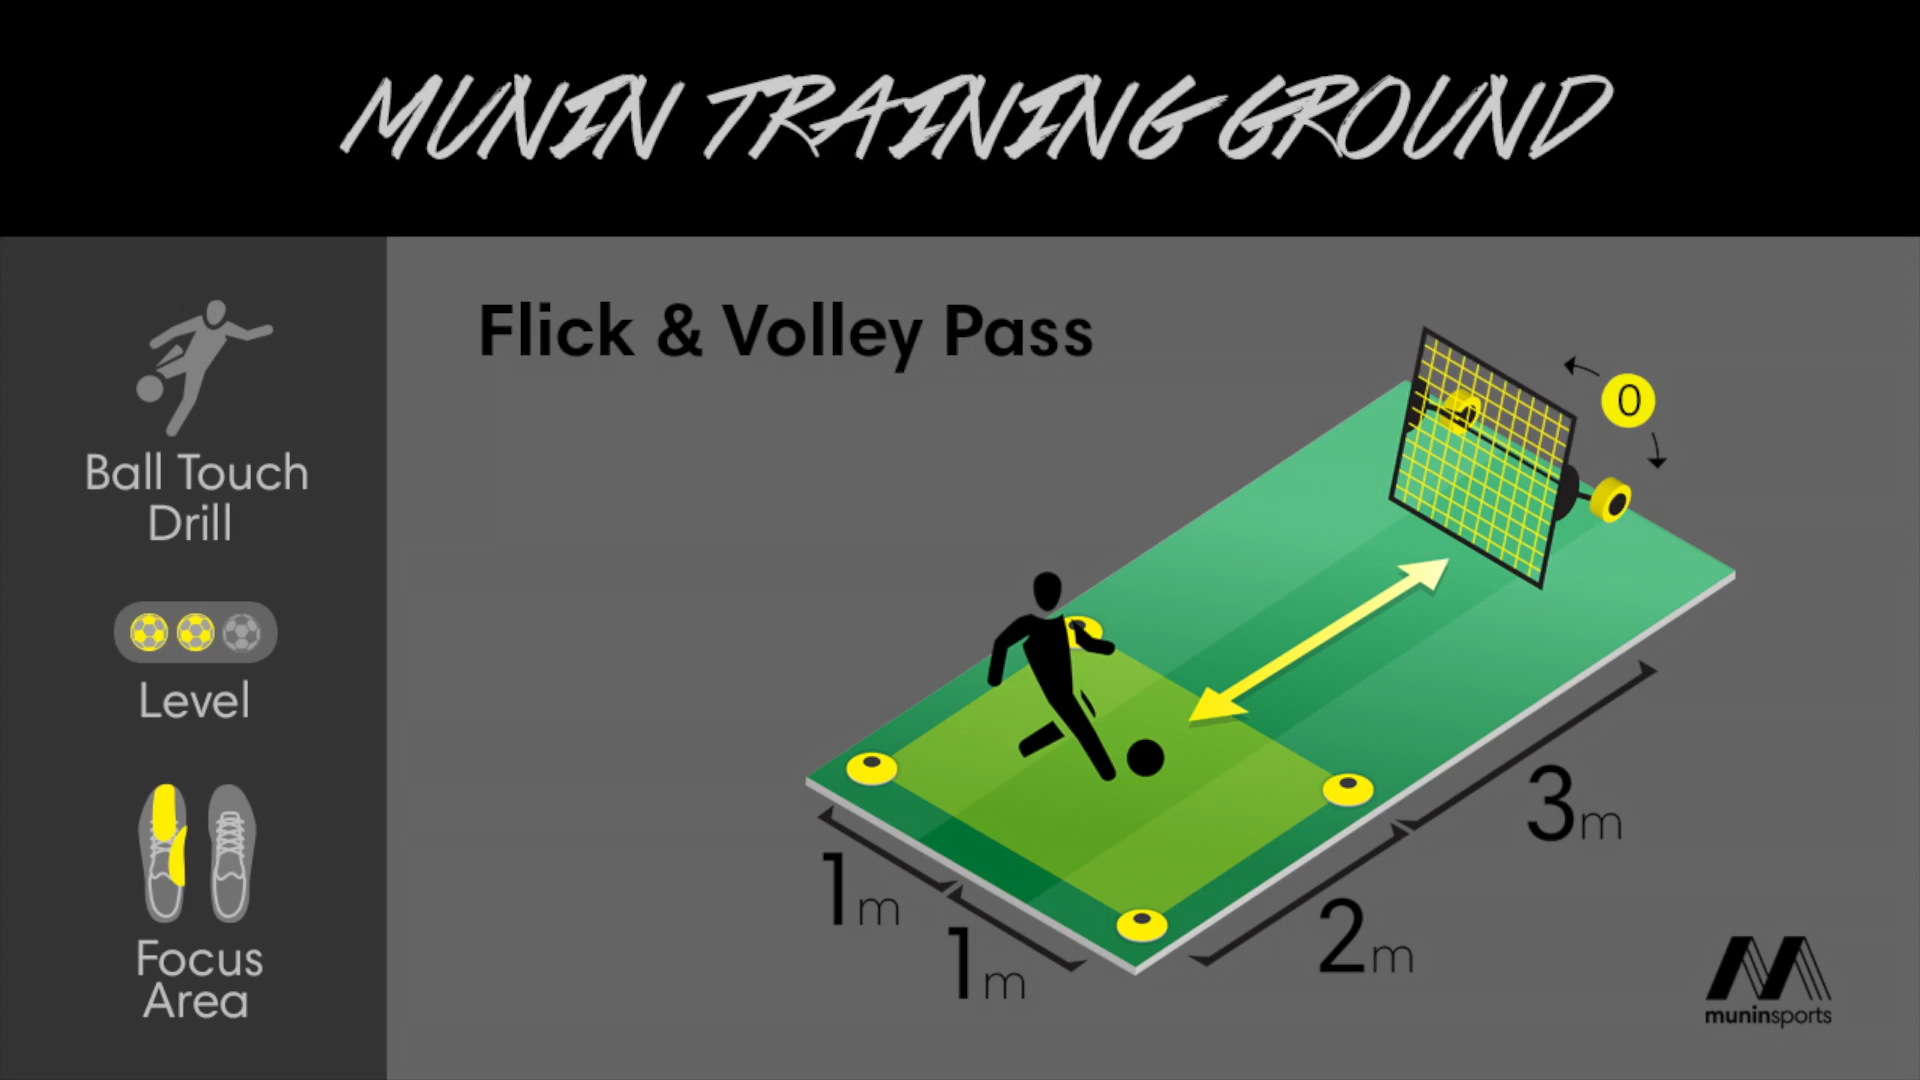 MUNIN TRAINING GROUND
Ball Touch
Drill
Level
Focus
Area
Flick & Volley Pass
0
3m
2m
1m
1m
muninsports